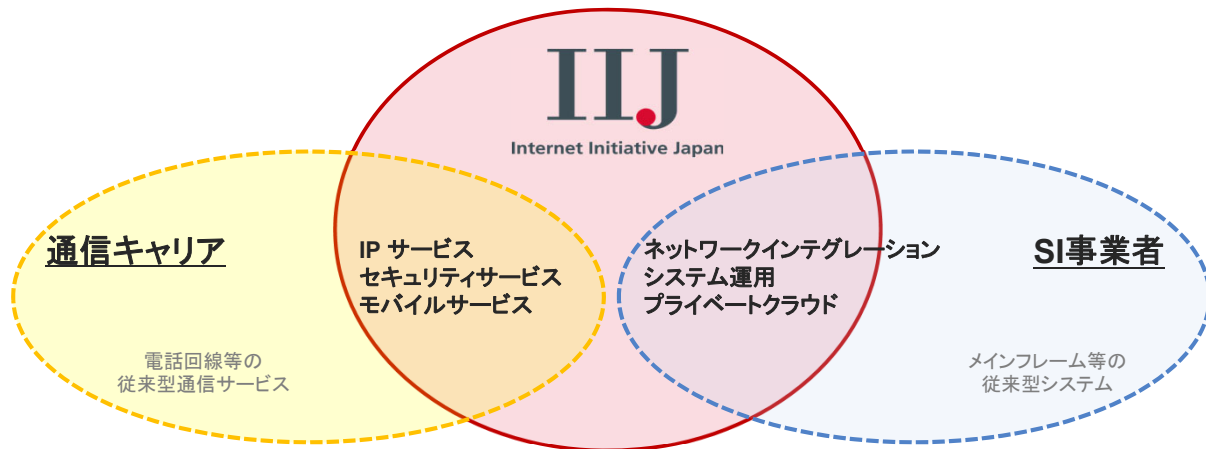 IIJ
Internet Initiative Japan
通信キャリア
IP サービス
セキュリティサービス
モバイルサービス
ネットワークインテグレーション
システム運用
プライベートクラウド
SI事業者
電話回線等の
従来型通信サービス
メインフレーム等の
従来型システム